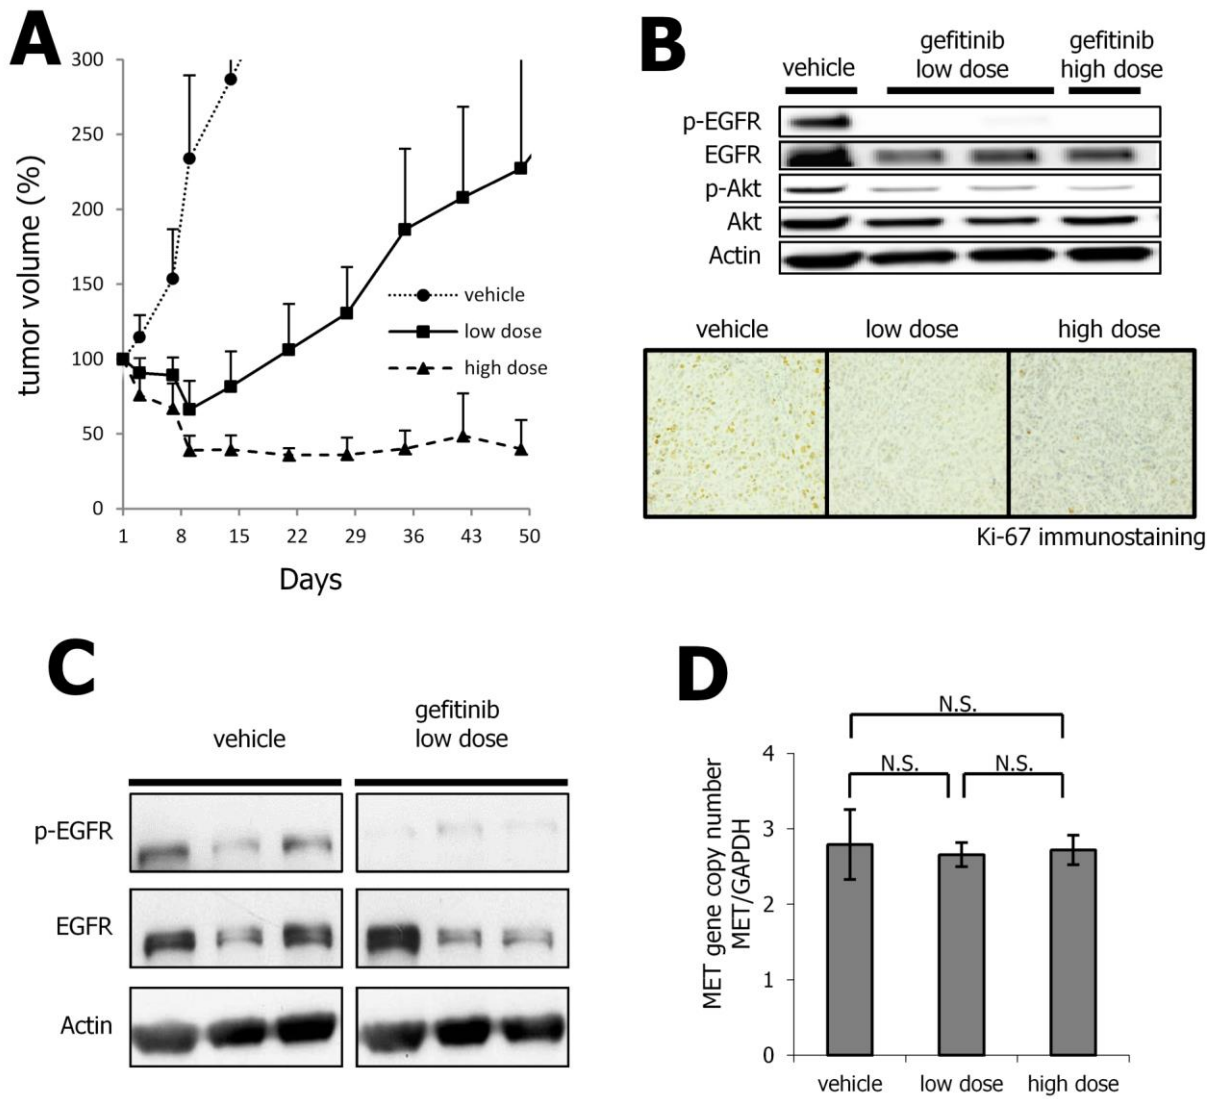 A
300
250
200
150
100
50
0
tumor volume (%)
1 8 15 22 29 36 43 50
Days
vehicle
low dose
high dose
B
vehicle
gefitinib
low dose
gefitinib
high dose
p-EGFR
EGFR
p-Akt
Akt
Actin
vehicle low dose high dose
Ki-67 immunostaining
C
vehicle
gefitinib
low dose
p-EGFR
EGFR
Actin
D
N.S.
N.S. N.S.
MET gene copy number
MET/GAPDH
4
3
2
1
0
vehicle low dose high dose